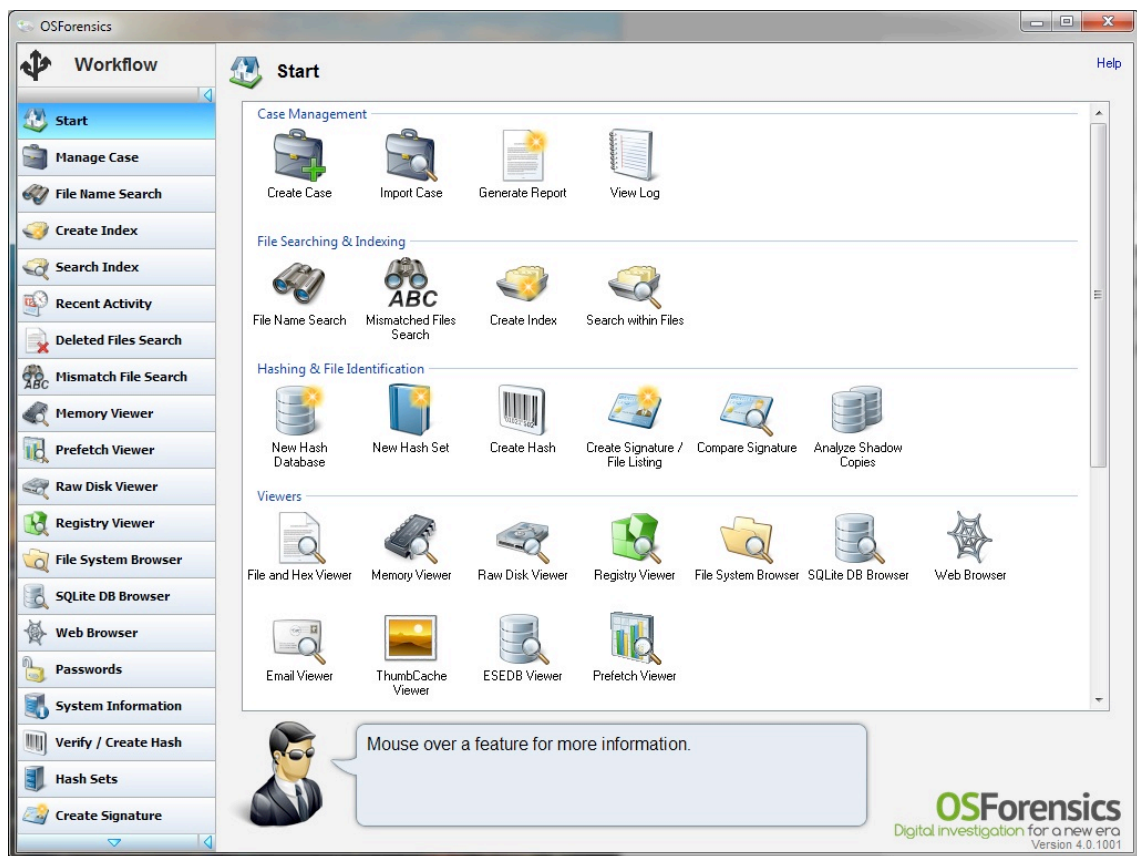 OSForensics
Workflow
Start
Manage Case
File Name Search
Create Index
Search Index
Recent Activity
Deleted Files Search
Mismatch File Search
Memory Viewer
Prefetch Viewer
Raw Disk Viewer
Registry Viewer
File System Browser
SQLite DB Browser
Web Browser
Passwords
System Information
Verify / Create Hash
Hash Sets
Create Signature
Start
Help
Case Management
Create Case
Import Case
Generate Report
View Log
File Searching & Indexing
ABC
File Name Search
Mismatched Files
Search
Create Index
Search within Files
Hashing & File Identification
New Hash
Database
New Hash Set
Create Hash
Create Signature /
File Listing
Compare Signature
Analyze Shadow
Copies
Viewers
File and Hex Viewer
Memory Viewer
Raw Disk Viewer
Registry Viewer
File System Browser
SQLite DB Browser
Web Browser
Email Viewer
ThumbCache
Viewer
ESEDB Viewer
Prefetch Viewer
Mouse over a feature for more information.
OSForensics
Digital investigation for a new era
Version 4.0.1001